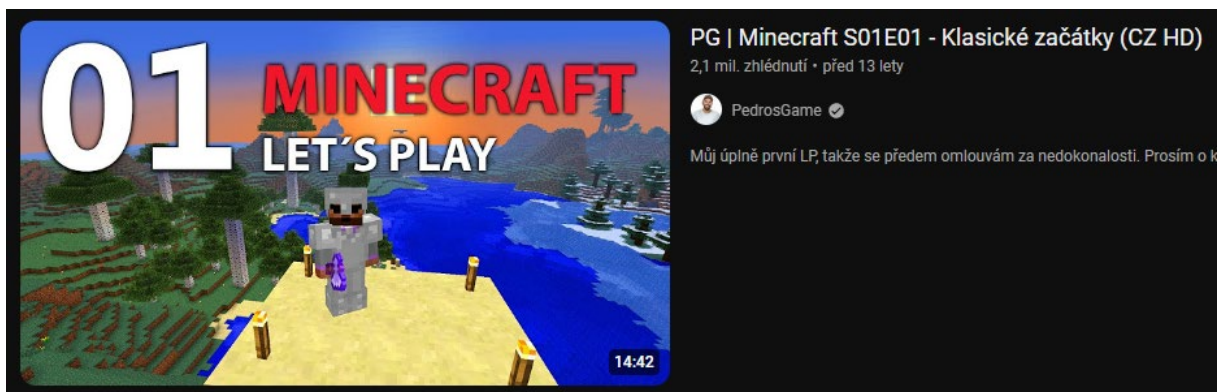 01
MINECRAFT
LET´S PLAY
14:42
PG | Minecraft S01E01 - Klasické začátky (CZ HD)
2,1 mil. zhlédnutí • před 13 lety
PedrosGame
Můj úplně první LP, takže se předem omlouvám za nedokonalosti. Prosím o k